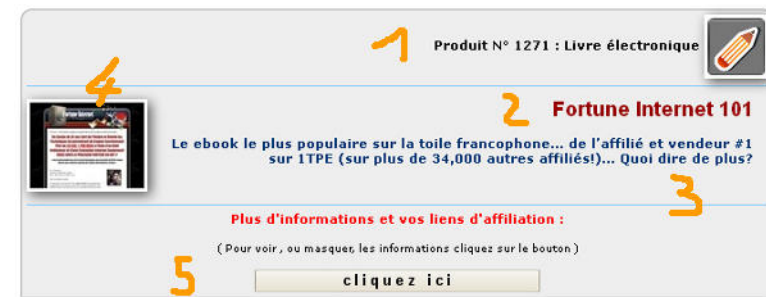 1 Produit N° 1271 : Livre électronique
4
2 Fortune Internet 101
Le ebook le plus populaire sur la toile francophone... de l'affilié et vendeur #1
sur 1TPE (sur plus de 34,000 autres affiliés!)... Quoi dire de plus?
3
Plus d'informations et vos liens d'affiliation :
( Pour voir, ou masquer, les informations cliquez sur le bouton )
5
cliquez ici